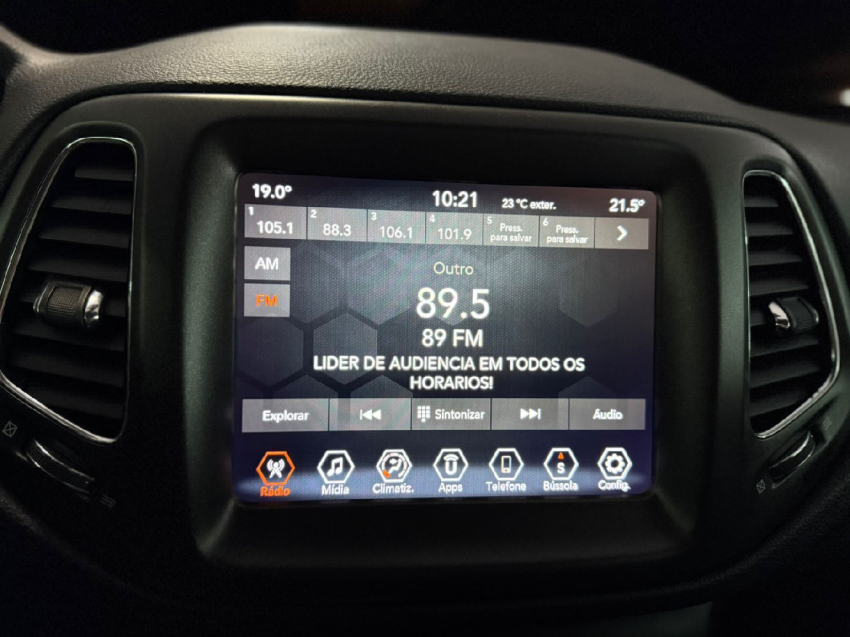 19.0° 10:21 23 °C exter. 21.5°
1 105.1 2 88.3 3 106.1 4 101.9 5 Press. para salvar 6 Press. para salvar
AM
Outro
FM
89.5
89 FM
LIDER DE AUDIENCIA EM TODOS OS
HORARIOS!
Explorar Sintonizar Áudio
Rádio Mídia Climatiz. Apps Telefone Bússola Config.
S